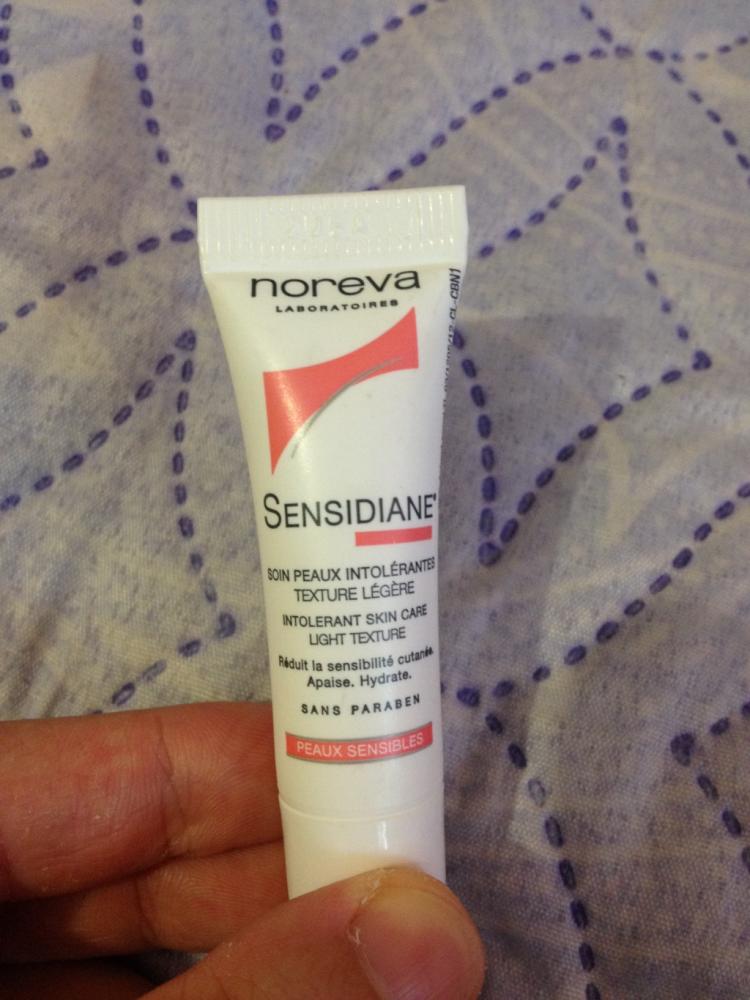 noreva
LABORATOIRES
SENSIDIANE
SOIN PEAUX INTOLÉRANTES
TEXTURE LÉGÈRE
INTOLERANT SKIN CARE
LIGHT TEXTURE
Réduit la sensibilité cutanée.
Apaise. Hydrate.
SANS PARABEN
PEAUX SENSIBLES